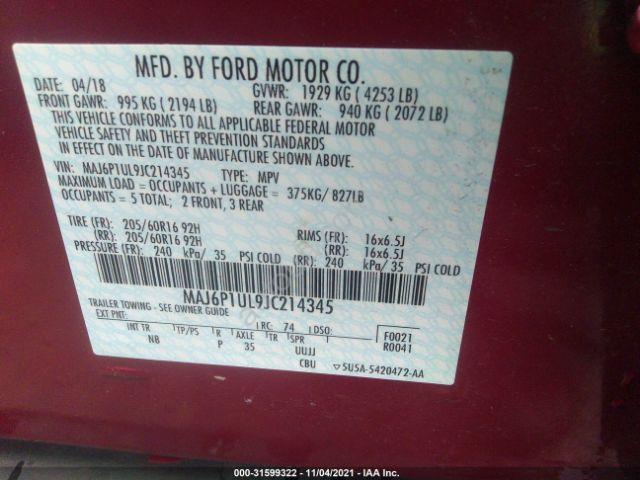 MFD. BY FORD MOTOR CO.
DATE: 04/18 GVWR: 1929 KG ( 4253 LB)
FRONT GAWR: 995 KG ( 2194 LB) REAR GAWR: 940 KG ( 2072 LB)
THIS VEHICLE CONFORMS TO ALL APPLICABLE FEDERAL MOTOR
VEHICLE SAFETY AND THEFT PREVENTION STANDARDS
IN EFFECT ON THE DATE OF MANUFACTURE SHOWN ABOVE.
VIN: MAJ6P1UL9JC214345 TYPE: MPV
MAXIMUM LOAD = OCCUPANTS + LUGGAGE = 375KG/ 827LB
OCCUPANTS = 5 TOTAL; 2 FRONT, 3 REAR
TIRE (FR): 205/60R16 92H RIMS (FR): 16x6.5J
(RR): 205/60R16 92H (RR): 16x6.5J
PRESSURE (FR): 240 kPa/ 35 PSI COLD (RR): 240 kPa/ 35 PSI COLD
MAJ6P1UL9JC214345
TRAILER TOWING - SEE OWNER GUIDE
EXT PNT: RC: 74 DSO: F0021
R0041
INT TR TP/PS R AXLE TR SPR
NB P 35 UUJJ
CBU ▽5U5A-5420472-AA
000-31599322 | 11/04/2021 | IAA Inc.